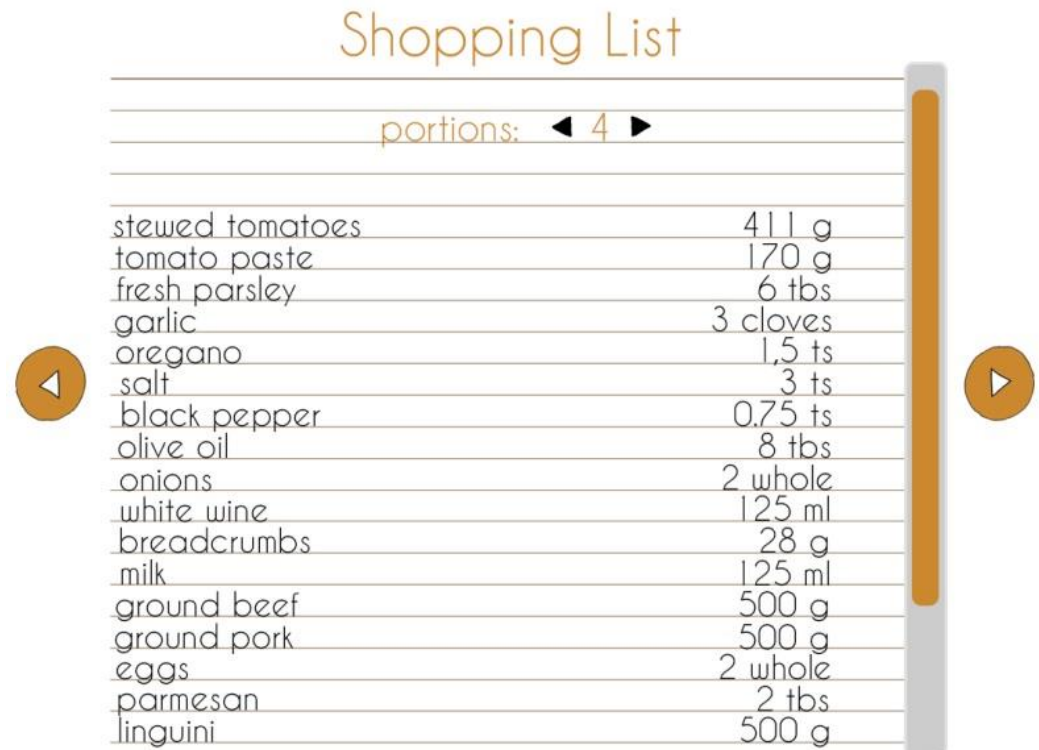 Shopping List
portions: 4
stewed tomatoes 411 g
tomato paste 170 g
fresh parsley 6 tbs
garlic 3 cloves
oregano 1,5 ts
salt 3 ts
black pepper 0.75 ts
olive oil 8 tbs
onions 2 whole
white wine 125 ml
breadcrumbs 28 g
milk 125 ml
ground beef 500 g
ground pork 500 g
eggs 2 whole
parmesan 2 tbs
linguini 500 g